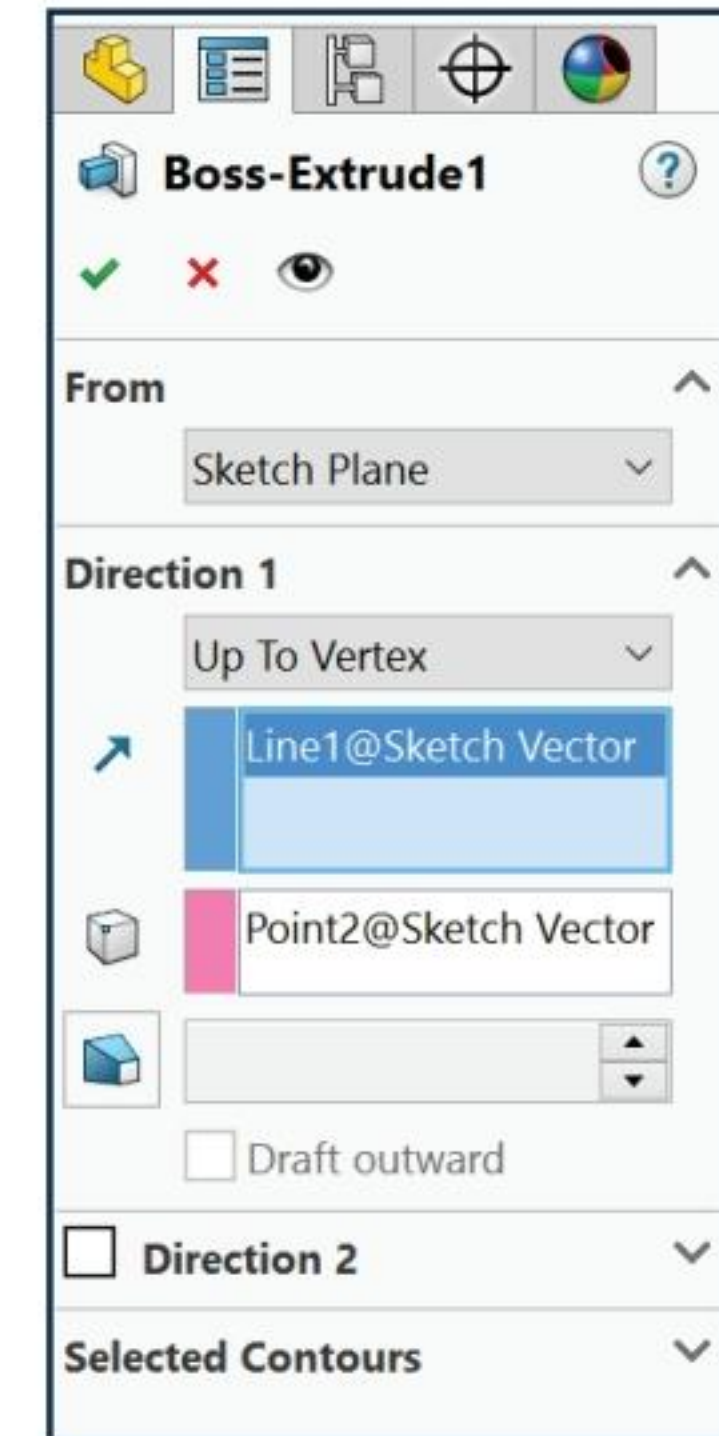 Boss-Extrude1
?
From
Sketch Plane
Direction 1
Up To Vertex
Line1@Sketch Vector
Point2@Sketch Vector
Draft outward
Direction 2
Selected Contours